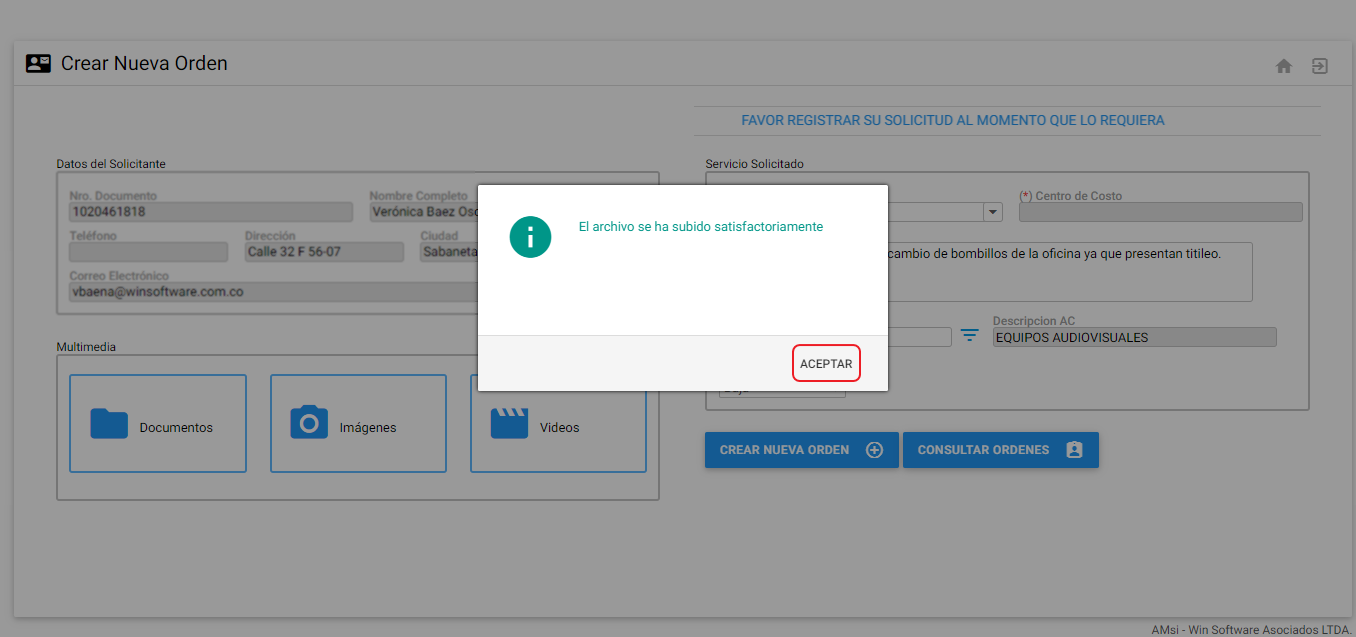 Crear Nueva Orden
FAVOR REGISTRAR SU SOLICITUD AL MOMENTO QUE LO REQUIERA
Datos del Solicitante
Nro. Documento
1020461818
Nombre Completo
Verónica Baez
Teléfono
Dirección
Calle 32 F 56-07
Ciudad
Sabaneta
Correo Electrónico
vbaena@winsoftware.com.co
Multimedia
Documentos
Imágenes
Videos
Servicio Solicitado
(*) Centro de Costo
cambio de bombillos de la oficina ya que presentan titileo.
Descripcion AC
EQUIPOS AUDIOVISUALES
CREAR NUEVA ORDEN
CONSULTAR ORDENES
El archivo se ha subido satisfactoriamente
ACEPTAR
AMsi - Win Software Asociados LTDA.